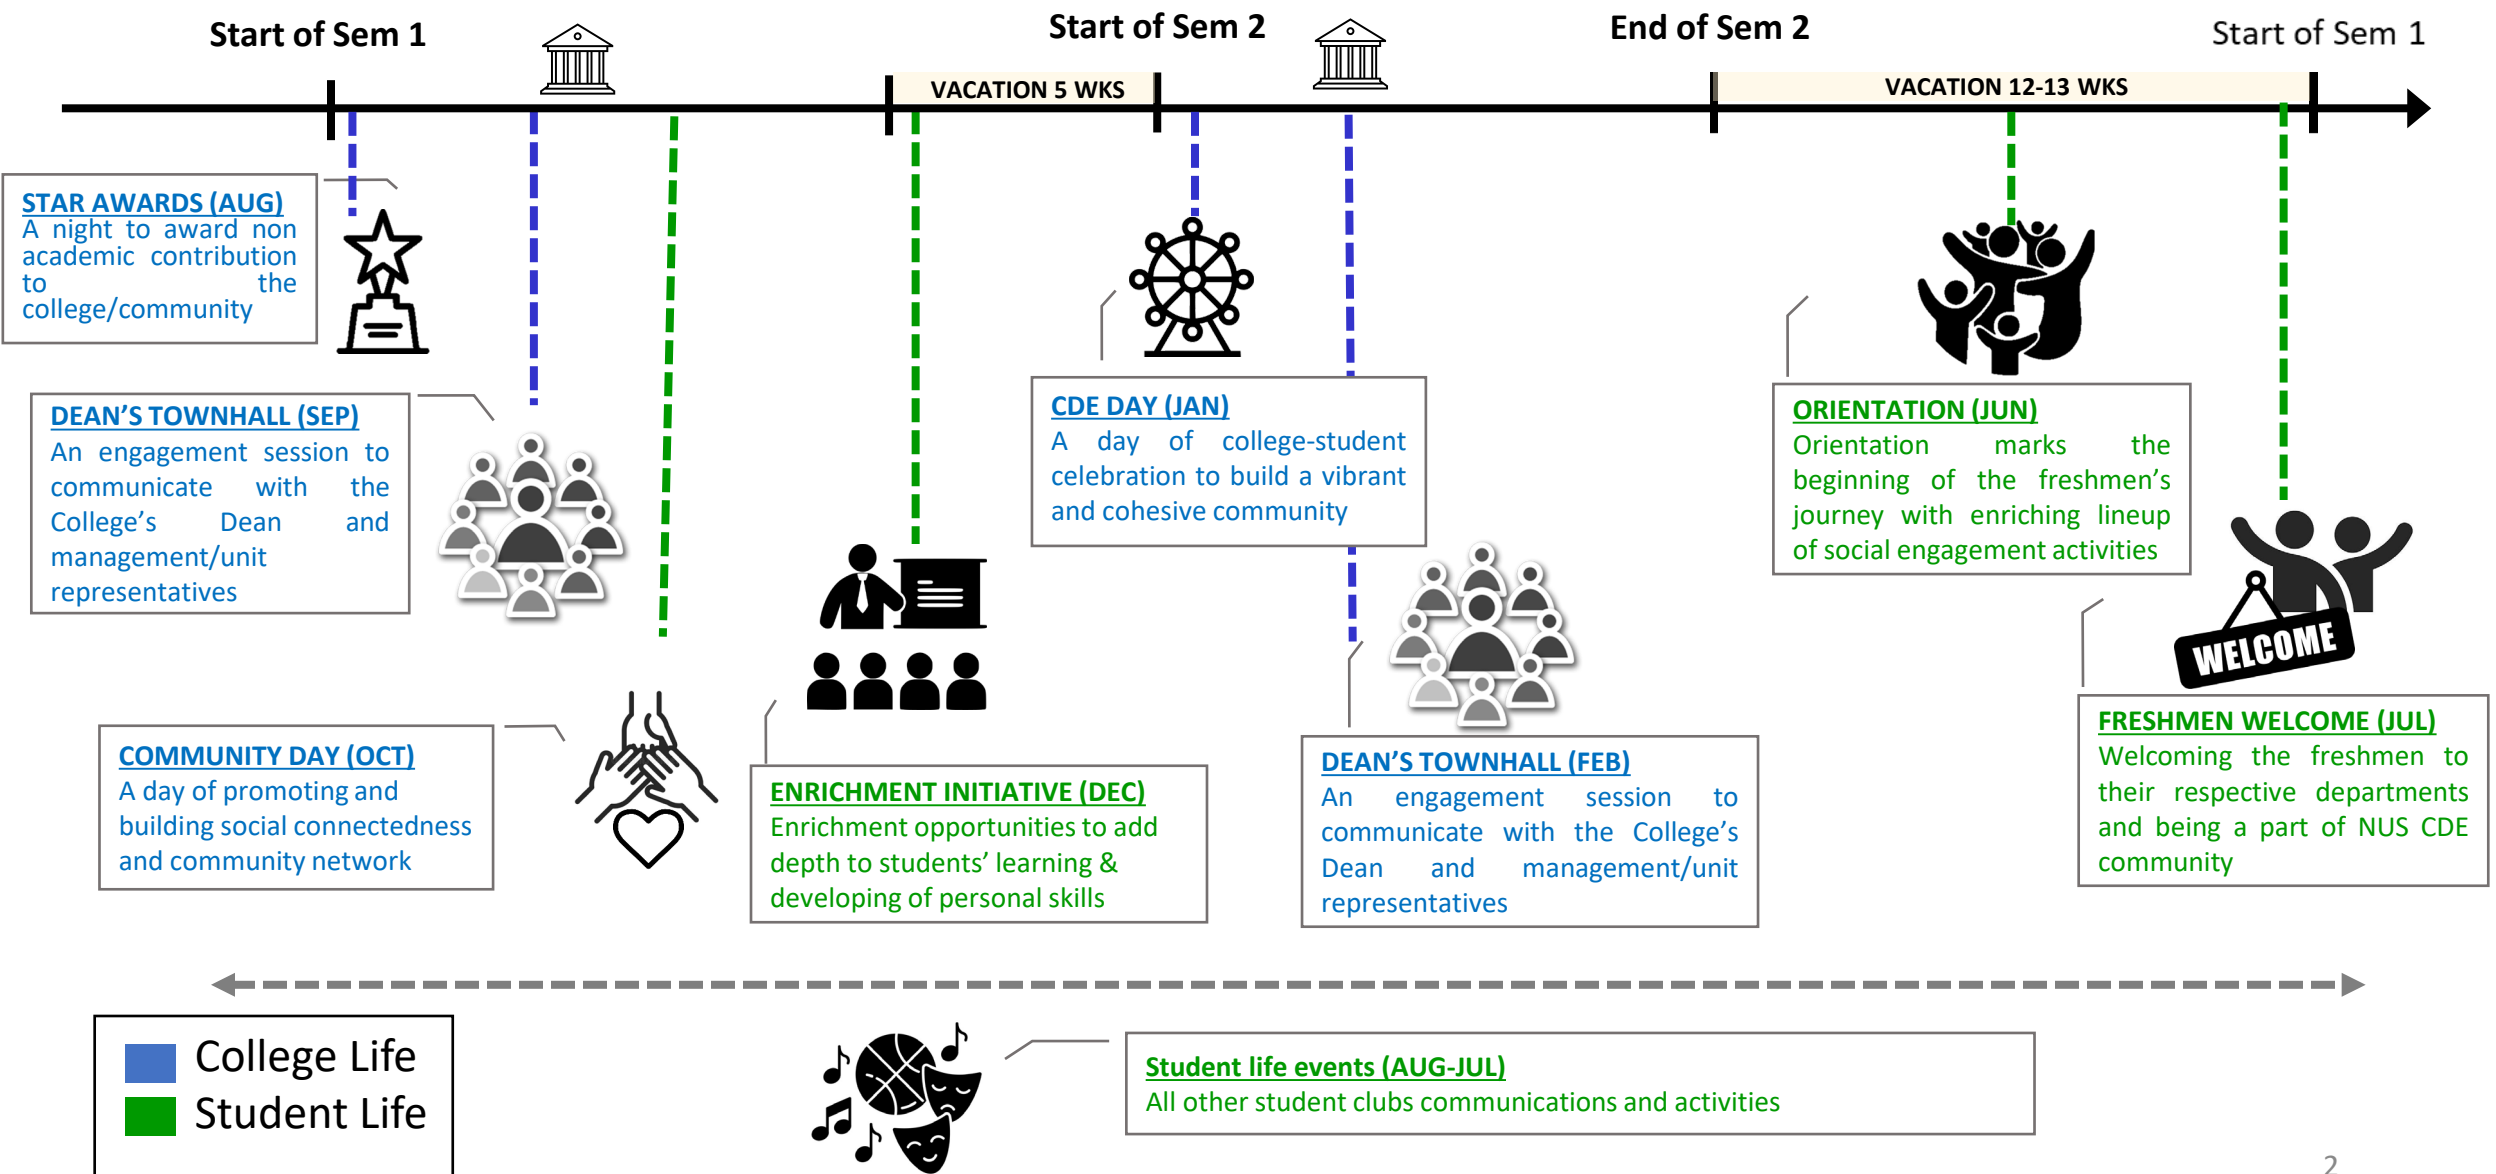 Start of Sem 1
Start of Sem 2
End of Sem 2
Start of Sem 1
VACATION 5 WKS
VACATION 12-13 WKS
STAR AWARDS (AUG)
A night to award non
academic contribution
to the
college/community
DEAN’S TOWNHALL (SEP)
An engagement session to
communicate with the
College’s Dean and
management/unit
representatives
COMMUNITY DAY (OCT)
A day of promoting and
building social connectedness
and community network
ENRICHMENT INITIATIVE (DEC)
Enrichment opportunities to add
depth to students’ learning &
developing of personal skills
CDE DAY (JAN)
A day of college-student
celebration to build a vibrant
and cohesive community
DEAN’S TOWNHALL (FEB)
An engagement session to
communicate with the College’s
Dean and management/unit
representatives
ORIENTATION (JUN)
Orientation marks the
beginning of the freshmen’s
journey with enriching lineup
of social engagement activities
WELCOME
FRESHMEN WELCOME (JUL)
Welcoming the freshmen to
their respective departments
and being a part of NUS CDE
community
College Life
Student Life
Student life events (AUG-JUL)
All other student clubs communications and activities
2